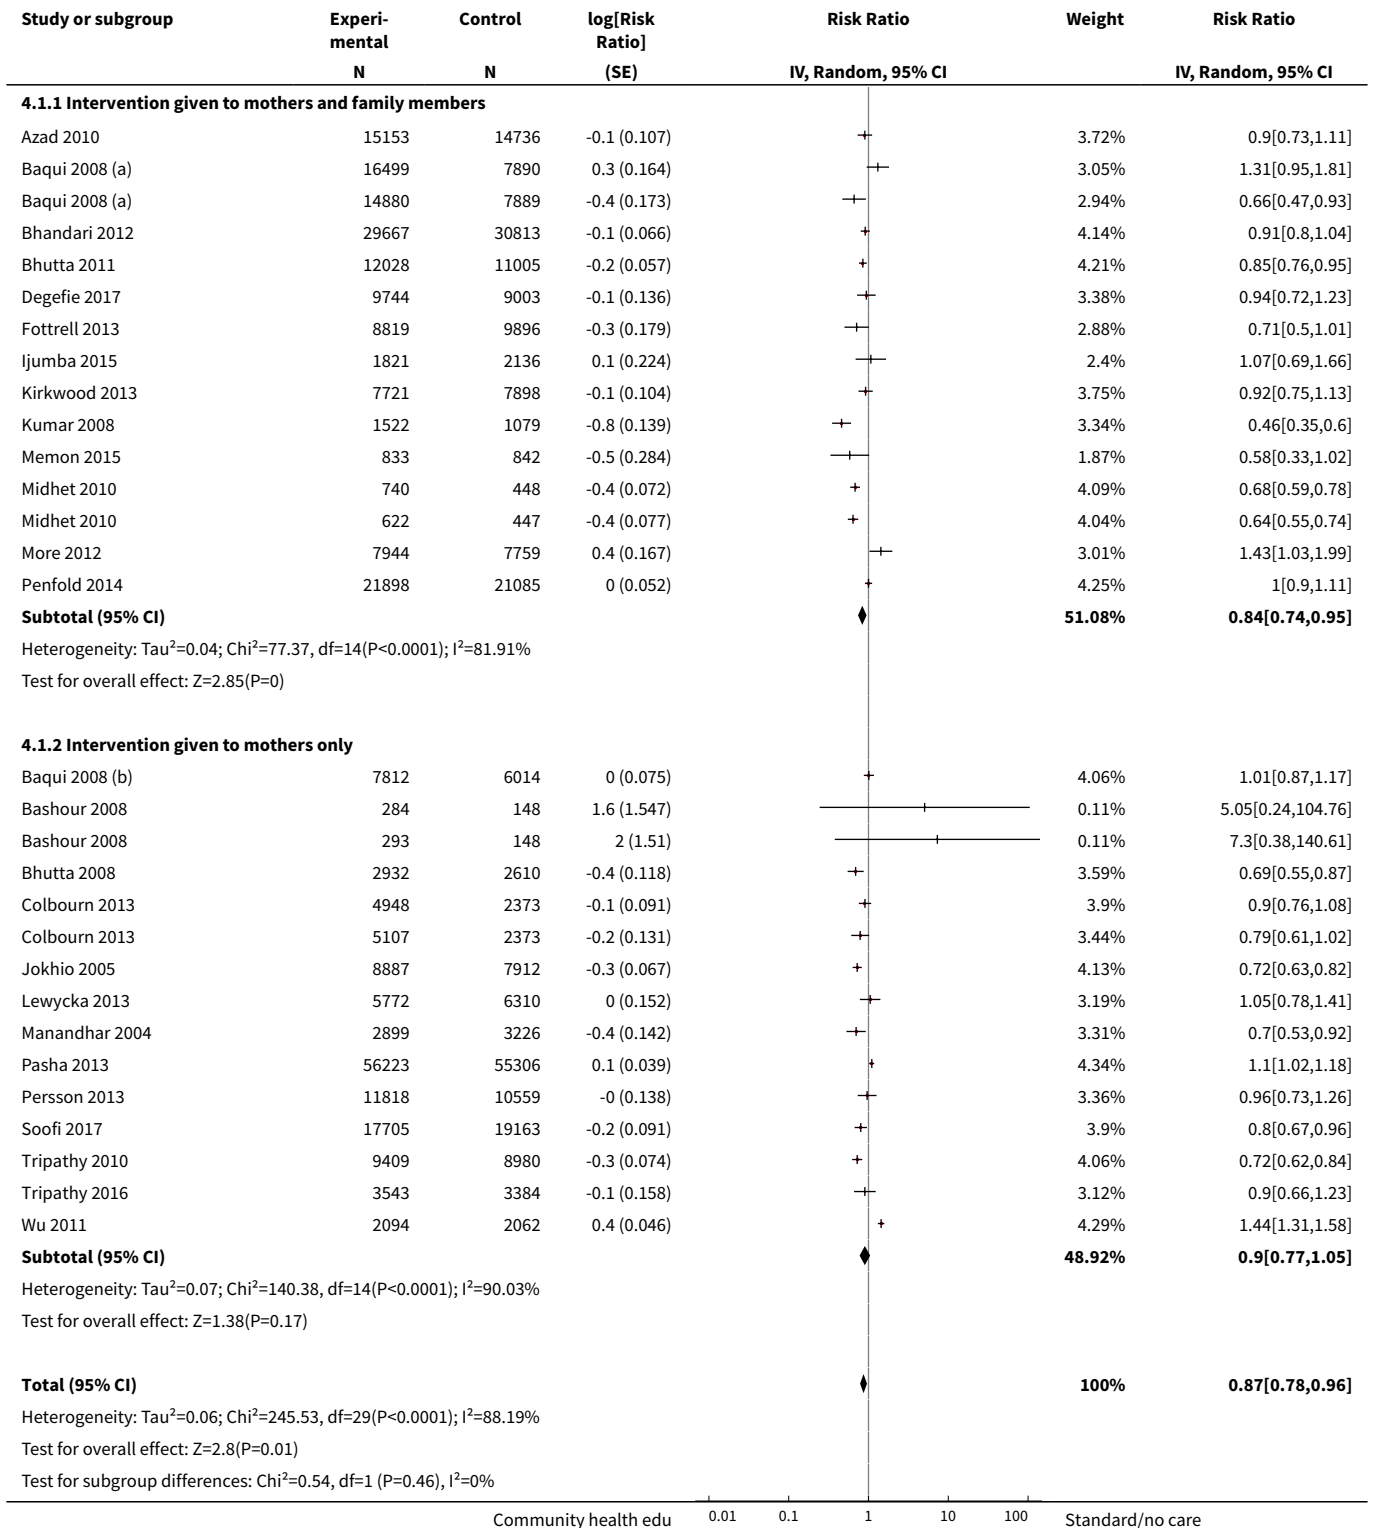 Study or subgroup Experi- Control log[Risk Risk Ratio Weight Risk Ratio
mental Ratio]
N N (SE) IV, Random, 95% CI IV, Random, 95% CI
4.1.1 Intervention given to mothers and family members
Azad 2010 15153 14736 -0.1 (0.107) 3.72% 0.9[0.73,1.11]
Baqui 2008 (a) 16499 7890 0.3 (0.164) 3.05% 1.31[0.95,1.81]
Baqui 2008 (a) 14880 7889 -0.4 (0.173) 2.94% 0.66[0.47,0.93]
Bhandari 2012 29667 30813 -0.1 (0.066) 4.14% 0.91[0.8,1.04]
Bhutta 2011 12028 11005 -0.2 (0.057) 4.21% 0.85[0.76,0.95]
Degefie 2017 9744 9003 -0.1 (0.136) 3.38% 0.94[0.72,1.23]
Fottrell 2013 8819 9896 -0.3 (0.179) 2.88% 0.71[0.5,1.01]
Ijumba 2015 1821 2136 0.1 (0.224) 2.4% 1.07[0.69,1.66]
Kirkwood 2013 7721 7898 -0.1 (0.104) 3.75% 0.92[0.75,1.13]
Kumar 2008 1522 1079 -0.8 (0.139) 3.34% 0.46[0.35,0.6]
Memon 2015 833 842 -0.5 (0.284) 1.87% 0.58[0.33,1.02]
Midhet 2010 740 448 -0.4 (0.072) 4.09% 0.68[0.59,0.78]
Midhet 2010 622 447 -0.4 (0.077) 4.04% 0.64[0.55,0.74]
More 2012 7944 7759 0.4 (0.167) 3.01% 1.43[1.03,1.99]
Penfold 2014 21898 21085 0 (0.052) 4.25% 1[0.9,1.11]
Subtotal (95% CI) 51.08% 0.84[0.74,0.95]
Heterogeneity: Tau²=0.04; Chi²=77.37, df=14(P<0.0001); I²=81.91%
Test for overall effect: Z=2.85(P=0)
4.1.2 Intervention given to mothers only
Baqui 2008 (b) 7812 6014 0 (0.075) 4.06% 1.01[0.87,1.17]
Bashour 2008 284 148 1.6 (1.547) 0.11% 5.05[0.24,104.76]
Bashour 2008 293 148 2 (1.51) 0.11% 7.3[0.38,140.61]
Bhutta 2008 2932 2610 -0.4 (0.118) 3.59% 0.69[0.55,0.87]
Colbourn 2013 4948 2373 -0.1 (0.091) 3.9% 0.9[0.76,1.08]
Colbourn 2013 5107 2373 -0.2 (0.131) 3.44% 0.79[0.61,1.02]
Jokhio 2005 8887 7912 -0.3 (0.067) 4.13% 0.72[0.63,0.82]
Lewycka 2013 5772 6310 0 (0.152) 3.19% 1.05[0.78,1.41]
Manandhar 2004 2899 3226 -0.4 (0.142) 3.31% 0.7[0.53,0.92]
Pasha 2013 56223 55306 0.1 (0.039) 4.34% 1.1[1.02,1.18]
Persson 2013 11818 10559 -0 (0.138) 3.36% 0.96[0.73,1.26]
Soofi 2017 17705 19163 -0.2 (0.091) 3.9% 0.8[0.67,0.96]
Tripathy 2010 9409 8980 -0.3 (0.074) 4.06% 0.72[0.62,0.84]
Tripathy 2016 3543 3384 -0.1 (0.158) 3.12% 0.9[0.66,1.23]
Wu 2011 2094 2062 0.4 (0.046) 4.29% 1.44[1.31,1.58]
Subtotal (95% CI) 48.92% 0.9[0.77,1.05]
Heterogeneity: Tau²=0.07; Chi²=140.38, df=14(P<0.0001); I²=90.03%
Test for overall effect: Z=1.38(P=0.17)
Total (95% CI) 100% 0.87[0.78,0.96]
Heterogeneity: Tau²=0.06; Chi²=245.53, df=29(P<0.0001); I²=88.19%
Test for overall effect: Z=2.8(P=0.01)
Test for subgroup differences: Chi²=0.54, df=1 (P=0.46), I²=0%
Community health edu 0.01 0.1 1 10 100 Standard/no care